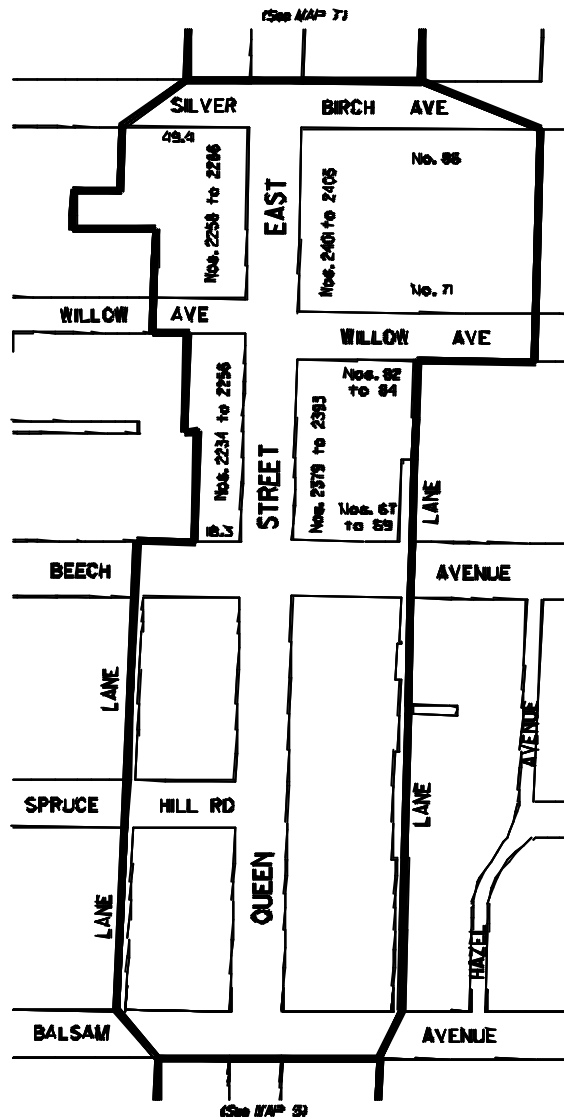 (See MAP 7)
SILVER BIRCH AVE
49.4
No. 86
Nos. 2258 to 2286
EAST
Nos. 2401 to 2405
No. 71
WILLOW AVE
WILLOW AVE
Nos. 82
to 84
Nos. 2234 to 2256
STREET
Nos. 2379 to 2393
LANE
Nos. 67
to 69
18.3
BEECH AVENUE
LANE
AVENUE
LANE
SPRUCE HILL RD
QUEEN
LANE
HAZEL
BALSAM AVENUE
(See MAP 9)